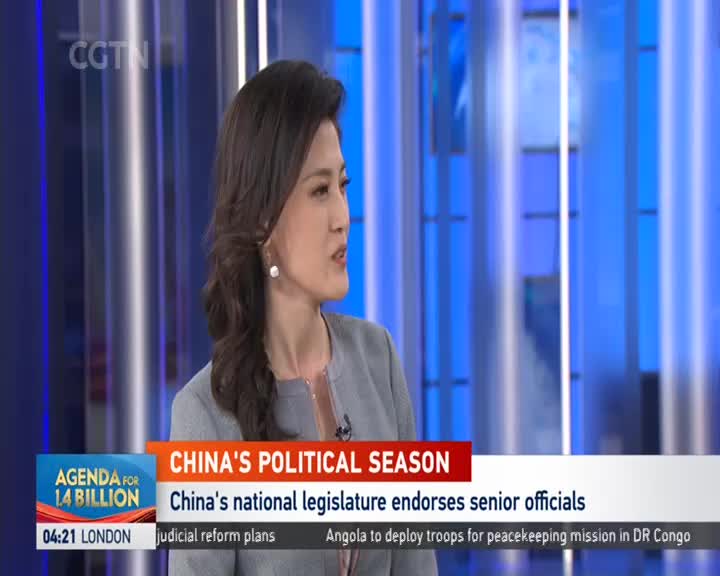 CGTN
CHINA'S POLITICAL SEASON
AGENDA FOR
1.4 BILLION
China's national legislature endorses senior officials
04:21 LONDON
judicial reform plans Angola to deploy troops for peacekeeping mission in DR Congo